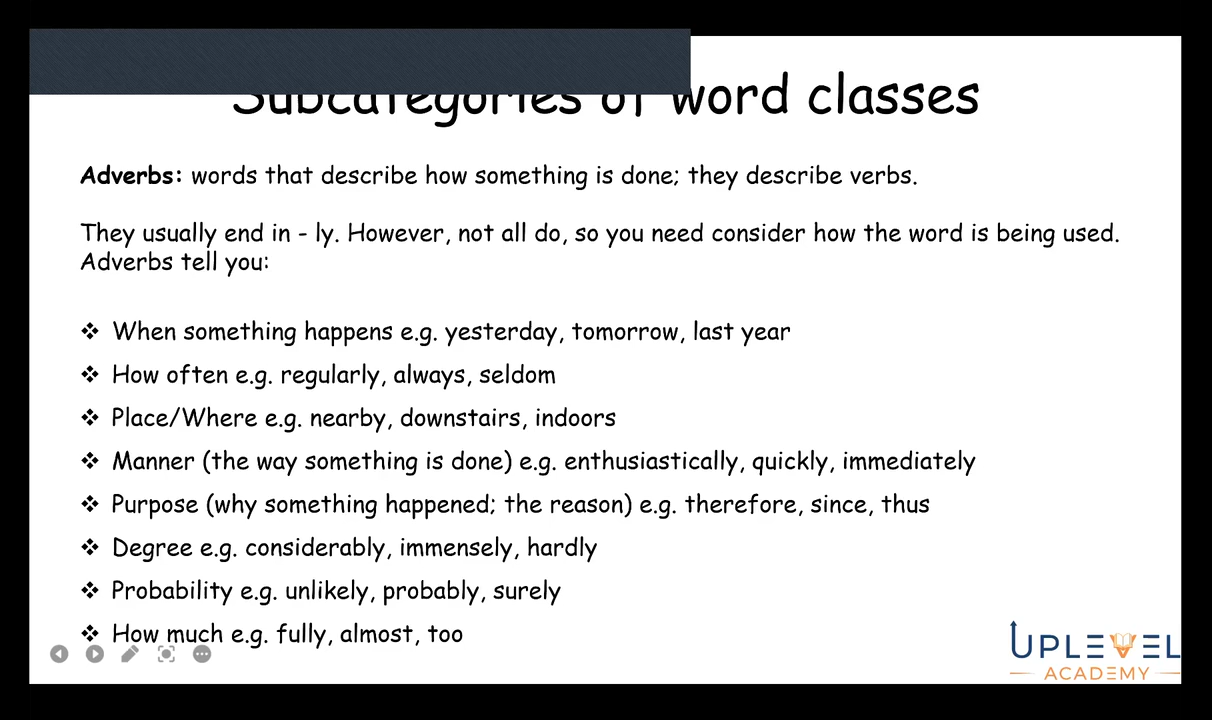 Subcategories of word classes
Adverbs: words that describe how something is done; they describe verbs.
They usually end in - ly. However, not all do, so you need consider how the word is being used.
Adverbs tell you:
❖ When something happens e.g. yesterday, tomorrow, last year
❖ How often e.g. regularly, always, seldom
❖ Place/Where e.g. nearby, downstairs, indoors
❖ Manner (the way something is done) e.g. enthusiastically, quickly, immediately
❖ Purpose (why something happened; the reason) e.g. therefore, since, thus
❖ Degree e.g. considerably, immensely, hardly
❖ Probability e.g. unlikely, probably, surely
❖ How much e.g. fully, almost, too
UPLEVEL
ACADEMY